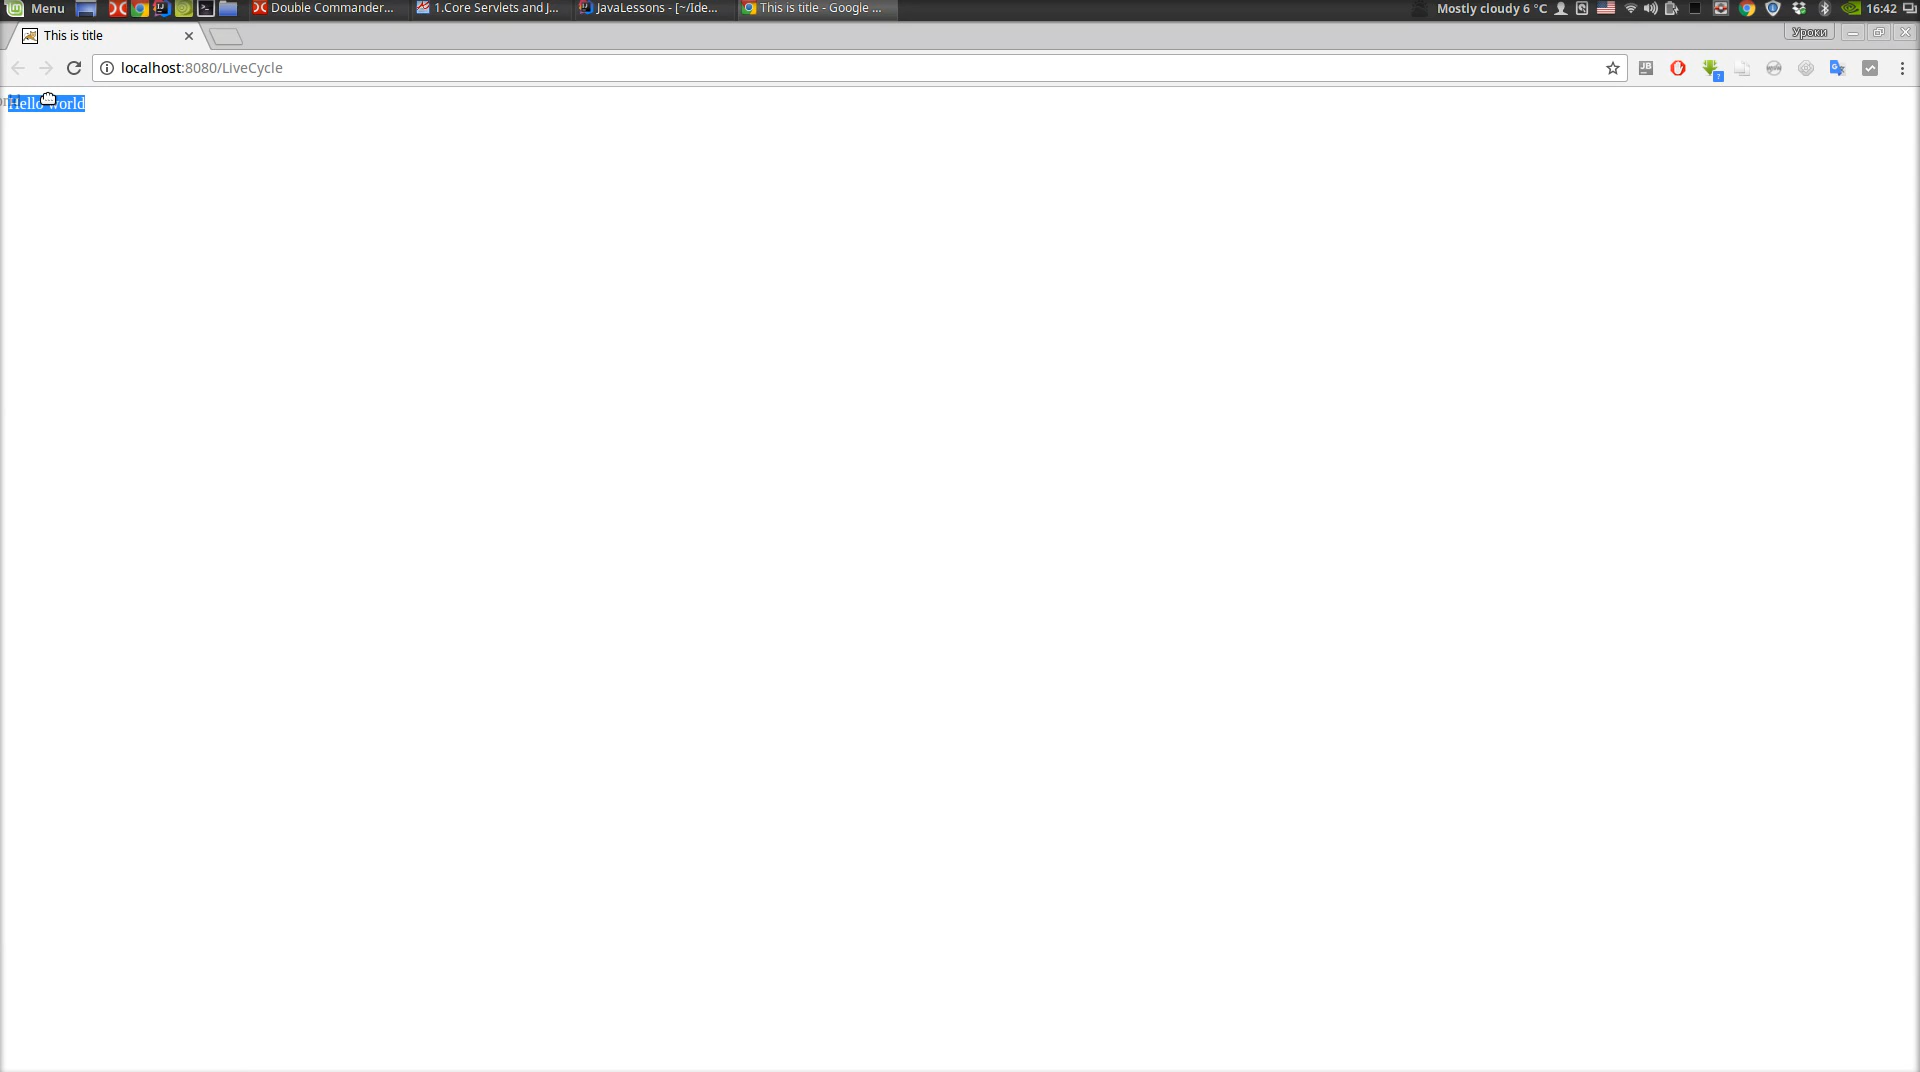 Menu Double Commander... 1.Core Servlets and J... JavaLessons - [~/Ide... This is title - Google ... Mostly cloudy 6 °C 16:42
This is title Уроки
localhost:8080/LiveCycle
Hello world